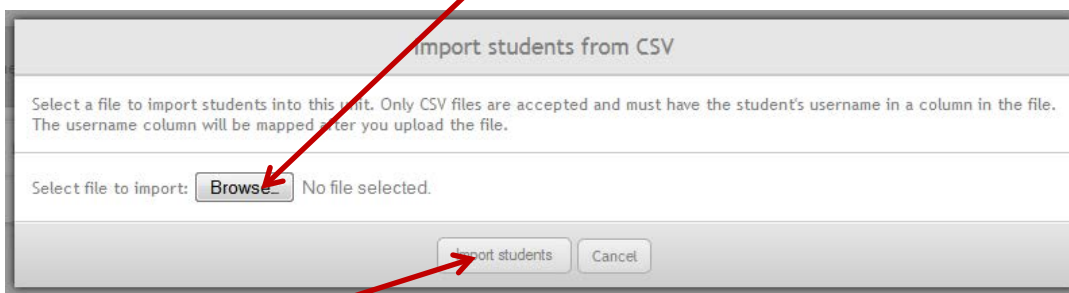 Import students from CSV
Select a file to import students into this unit. Only CSV files are accepted and must have the student's username in a column in the file.
The username column will be mapped after you upload the file.
Select file to import: Browse... No file selected.
Import students Cancel